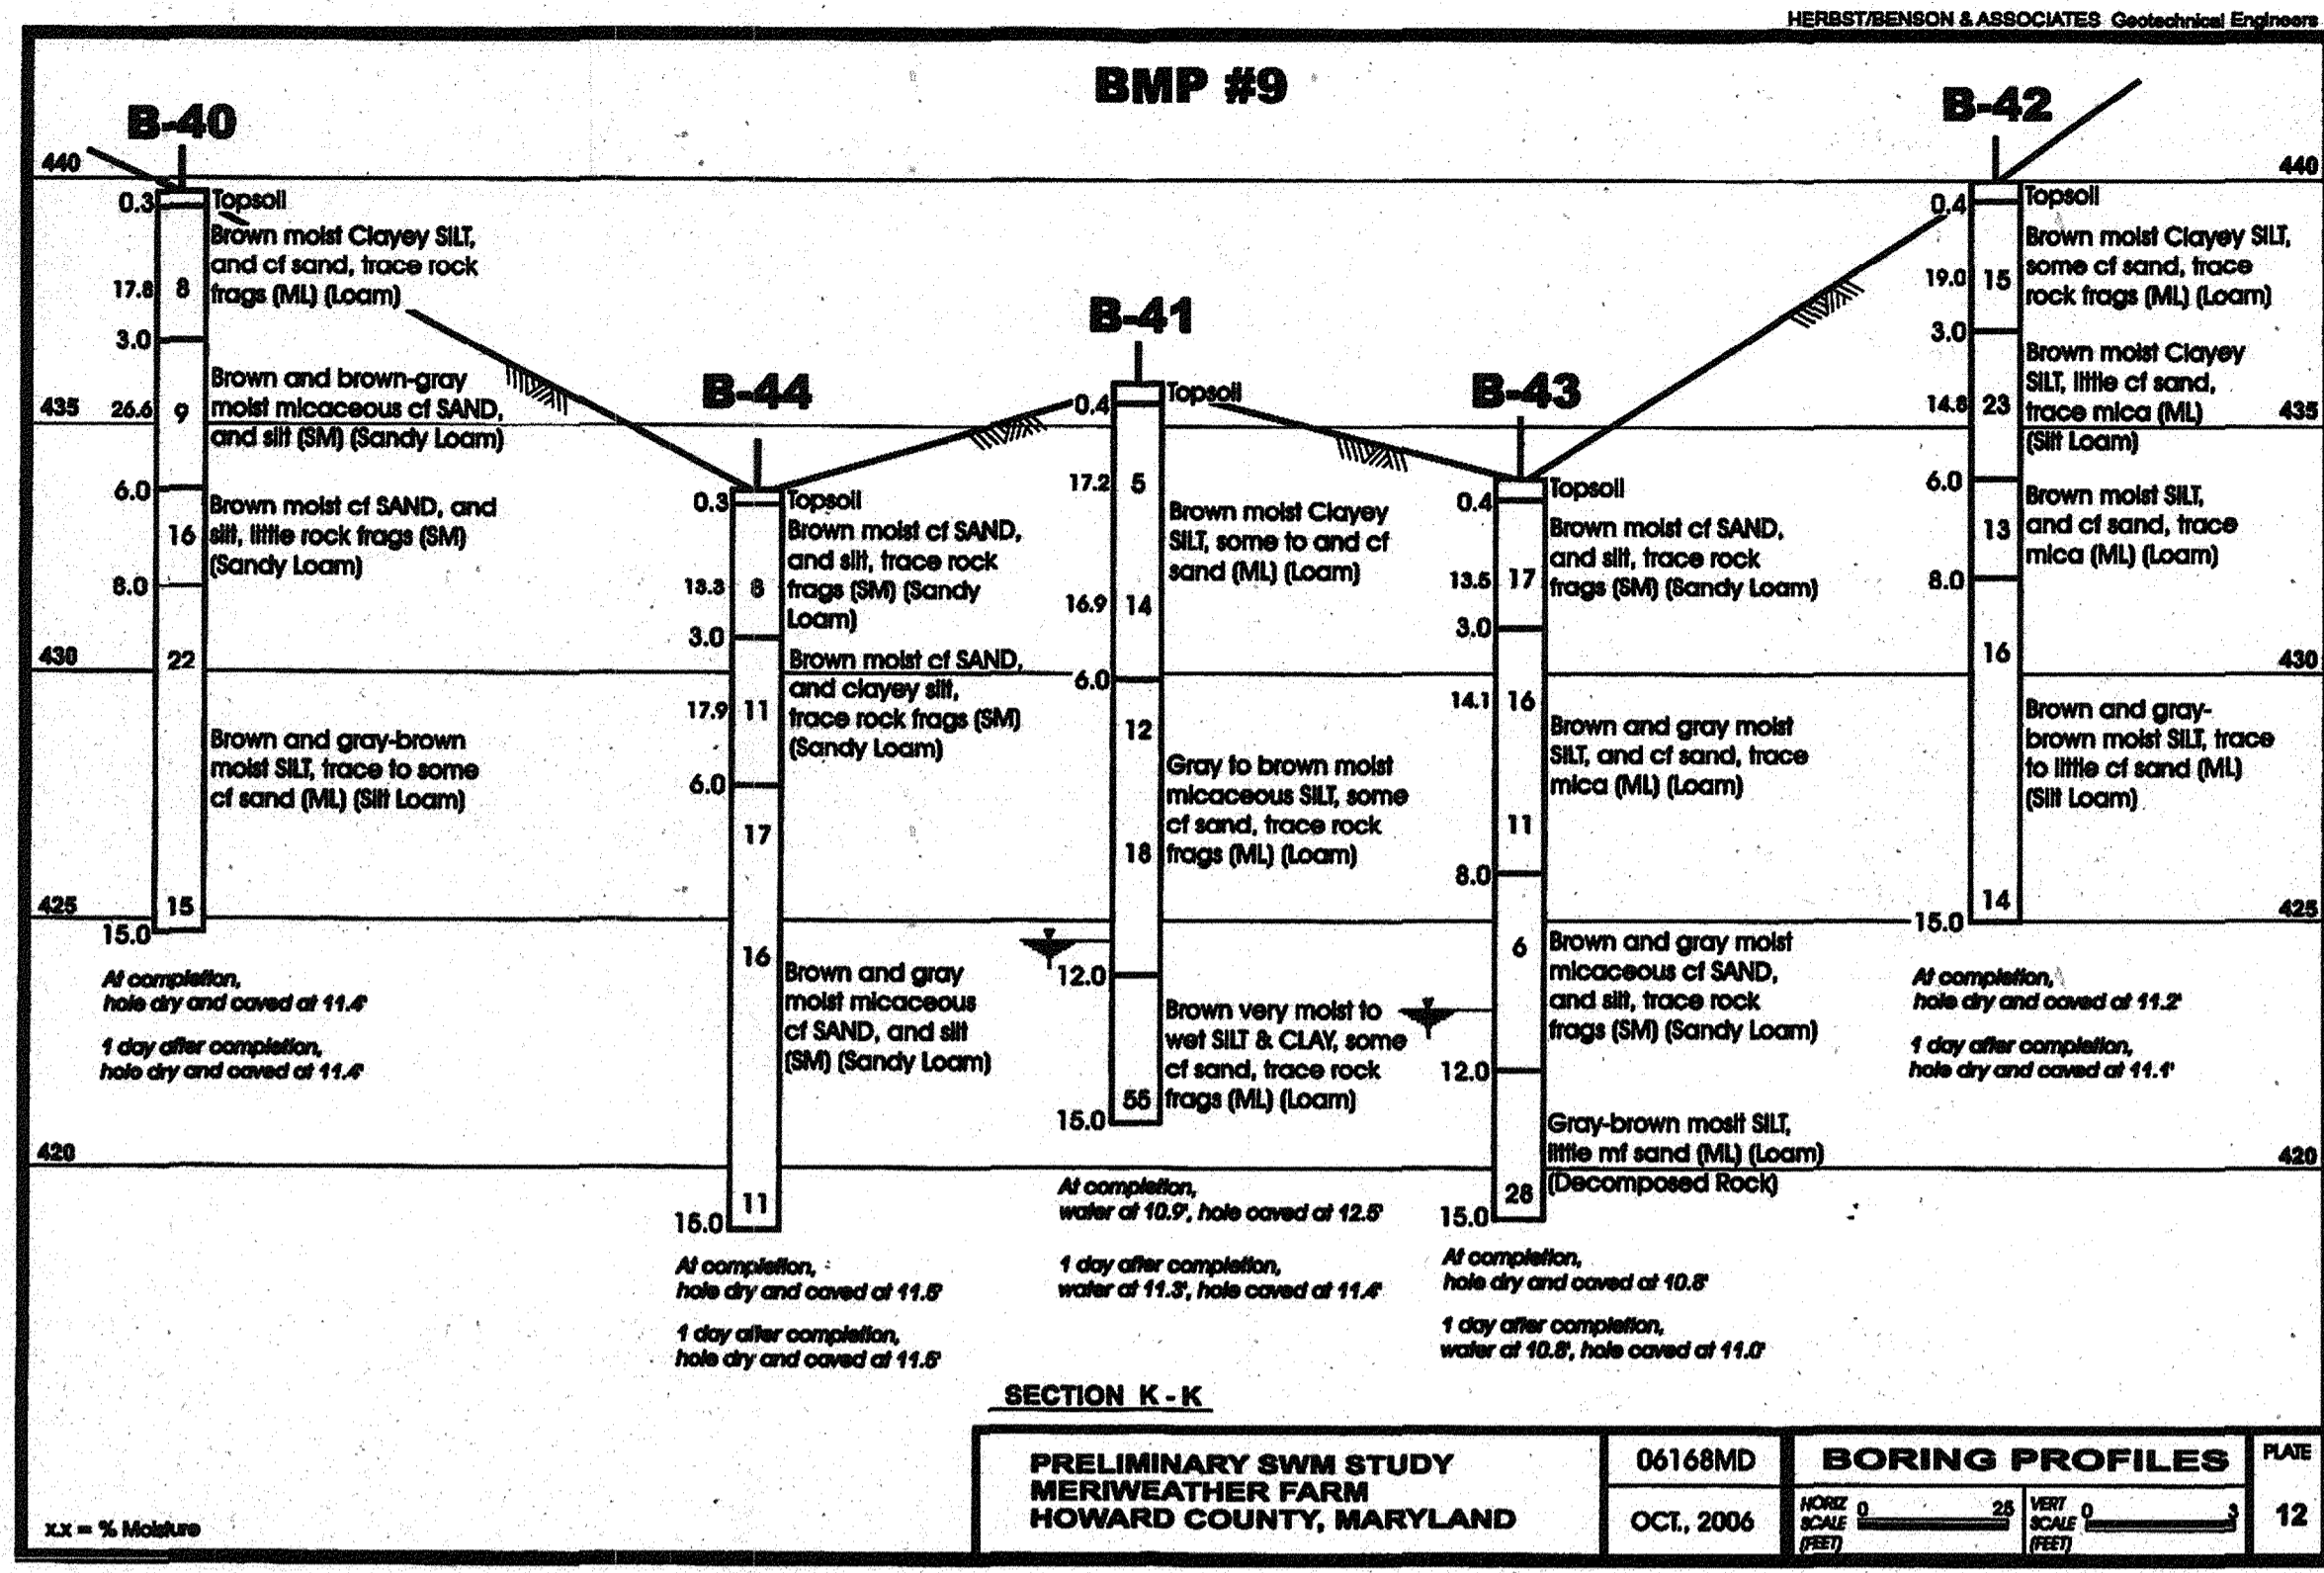 HERBST/BENSON & ASSOCIATES Geotechnical Engineers
BMP #9
B-40
440
0.3
Topsoil
Brown moist Clayey SILT,
and cf sand, trace rock
frags (ML) (Loam)
17.8
8
3.0
Brown and brown-gray
moist micaceous cf SAND,
and silt (SM) (Sandy Loam)
435
26.6
9
6.0
Brown moist cf SAND, and
silt, little rock frags (SM)
(Sandy Loam)
16
8.0
430
22
Brown and gray-brown
moist SILT, trace to some
cf sand (ML) (Silt Loam)
425
15
15.0
At completion,
hole dry and caved at 11.4'
1 day after completion,
hole dry and caved at 11.4'
420
B-44
0.3
Topsoil
Brown moist cf SAND,
and silt, trace rock
frags (SM) (Sandy
Loam)
13.3
8
3.0
Brown moist cf SAND,
and clayey silt,
trace rock frags (SM)
(Sandy Loam)
17.9
11
6.0
17
16
Brown and gray
moist micaceous
cf SAND, and silt
(SM) (Sandy Loam)
11
15.0
At completion,
hole dry and caved at
1 day after completion,
hole dry and caved at
B-41
0.4
Topsoil
17.2
5
Brown moist Clayey
SILT, some to and cf
sand (ML) (Loam)
16.9
14
6.0
12
Gray to brown moist
micaceous SILT, some
cf sand, trace rock
frags (ML) (Loam)
18
12.0
Brown very moist to
wet SILT & CLAY, some
cf sand, trace rock
frags (ML) (Loam)
55
15.0
At completion,
water at 10.9', hole caved at 12.5'
1 day after completion,
water at 11.3', hole caved at 11.4'
B-43
0.4
Topsoil
Brown moist cf SAND,
and silt, trace rock
frags (SM) (Sandy Loam)
13.5
17
3.0
14.1
16
Brown and gray moist
SILT, and cf sand, trace
mica (ML) (Loam)
11
8.0
6
Brown and gray moist
micaceous cf SAND,
and silt, trace rock
frags (SM) (Sandy Loam)
12.0
Gray-brown mosit SILT,
little mf sand (ML) (Loam)
(Decomposed Rock)
28
15.0
At completion,
hole dry and caved at 10.8'
1 day after completion,
water at 10.8', hole caved at 11.0'
B-42
440
0.4
Topsoil
Brown moist Clayey SILT,
some cf sand, trace
rock frags (ML) (Loam)
19.0
15
3.0
Brown moist Clayey
SILT, little cf sand,
trace mica (ML)
(Silt Loam)
14.8
23
435
6.0
Brown moist SILT,
and cf sand, trace
mica (ML) (Loam)
13
8.0
16
430
Brown and gray-
brown moist SILT, trace
to little cf sand (ML)
(Silt Loam)
14
425
15.0
At completion,
hole dry and caved at 11.2'
1 day after completion,
hole dry and caved at 11.1'
420
SECTION K - K
x.x = % Moisture
PRELIMINARY SWM STUDY
MERIWEATHER FARM
HOWARD COUNTY, MARYLAND
06168MD
OCT., 2006
BORING PROFILES
HORIZ
SCALE
(FEET)
0 25
VERT
SCALE
(FEET)
0 3
PLATE
12